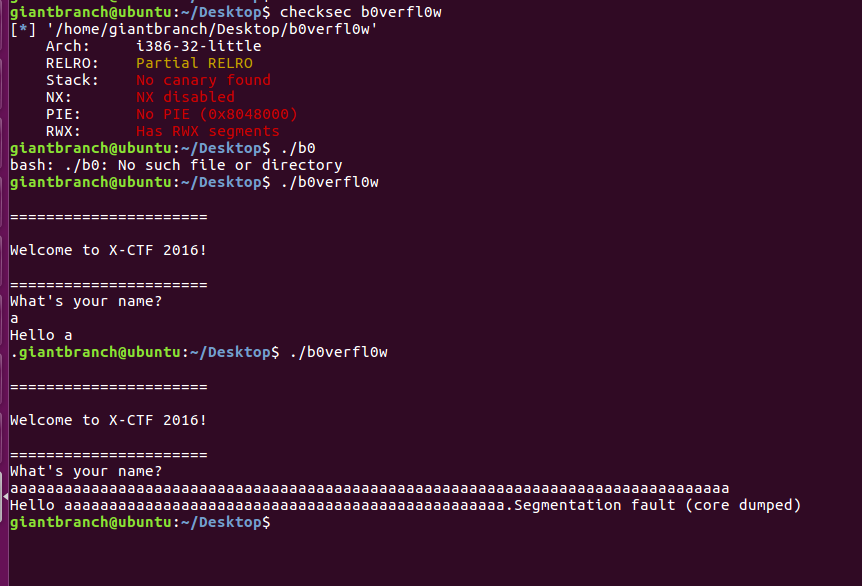 giantbranch@ubuntu:~/Desktop$ checksec b0verfl0w
[*] '/home/giantbranch/Desktop/b0verfl0w'
Arch: i386-32-little
RELRO: Partial RELRO
Stack: No canary found
NX: NX disabled
PIE: No PIE (0x8048000)
RWX: Has RWX segments
giantbranch@ubuntu:~/Desktop$ ./b0
bash: ./b0: No such file or directory
giantbranch@ubuntu:~/Desktop$ ./b0verfl0w
======================
Welcome to X-CTF 2016!
======================
What's your name?
a
Hello a
.giantbranch@ubuntu:~/Desktop$ ./b0verfl0w
======================
Welcome to X-CTF 2016!
======================
What's your name?
aaaaaaaaaaaaaaaaaaaaaaaaaaaaaaaaaaaaaaaaaaaaaaaaaaaaaaaaaaaaaaaaaaaaaaaaaaaaaaaa
Hello aaaaaaaaaaaaaaaaaaaaaaaaaaaaaaaaaaaaaaaaaaaaaaaaa.Segmentation fault (core dumped)
giantbranch@ubuntu:~/Desktop$